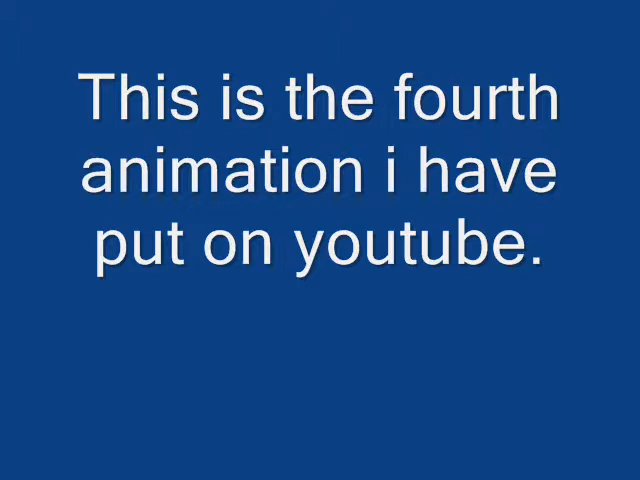 This is the fourth
animation i have
put on youtube.